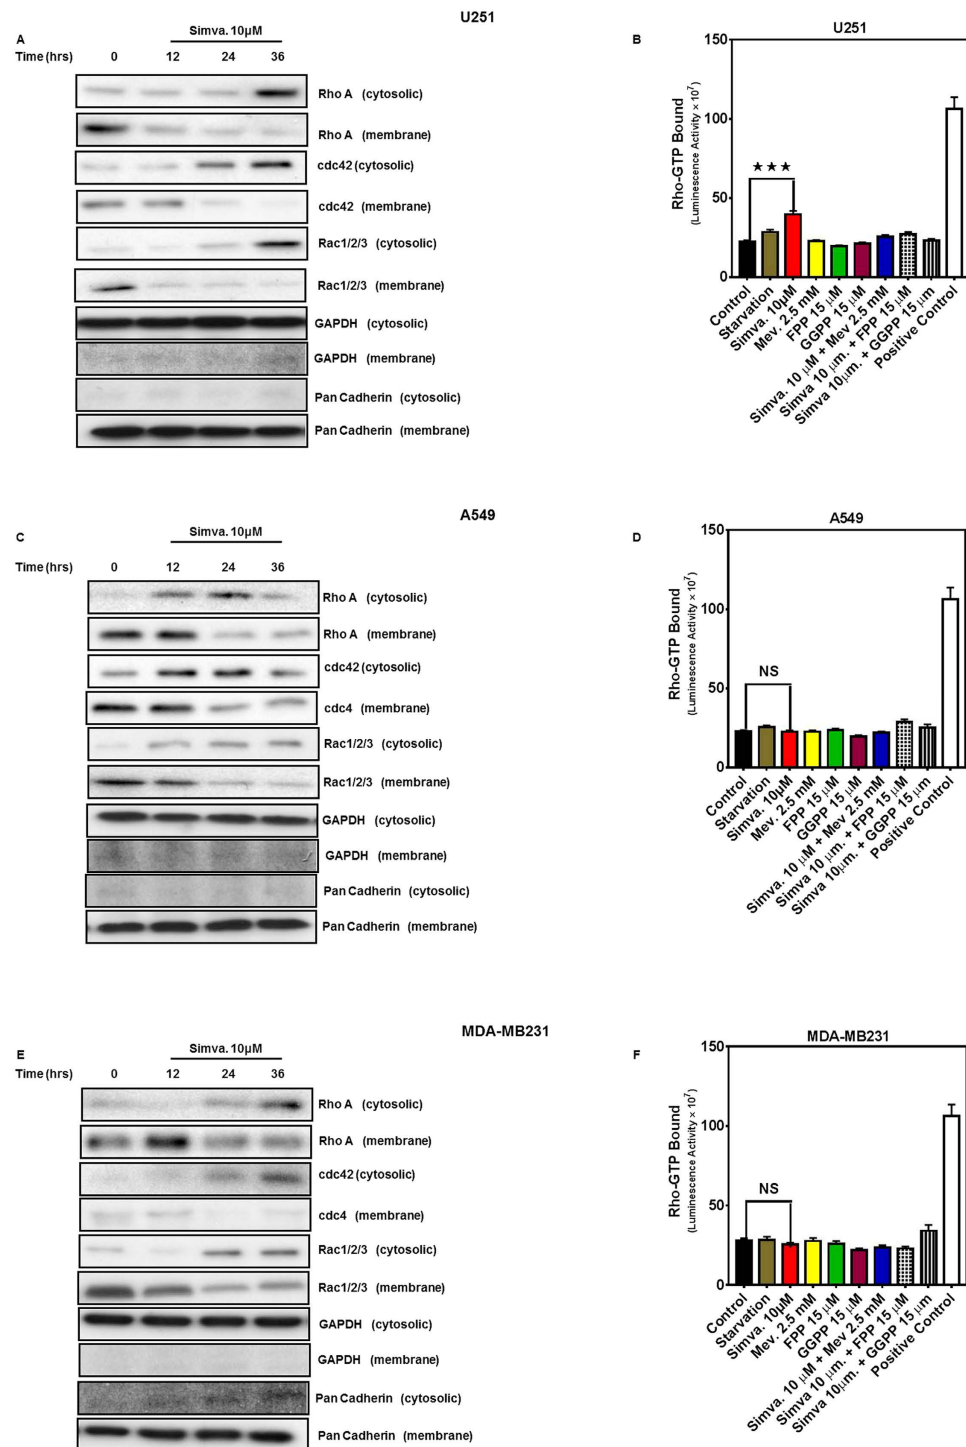 U251
A
Simva. 10µM
Time (hrs) 0 12 24 36
Rho A (cytosolic)
Rho A (membrane)
cdc42 (cytosolic)
cdc42 (membrane)
Rac1/2/3 (cytosolic)
Rac1/2/3 (membrane)
GAPDH (cytosolic)
GAPDH (membrane)
Pan Cadherin (cytosolic)
Pan Cadherin (membrane)
B
U251
150
100
50
0
Rho-GTP Bound
(Luminescence Activity × 10⁷)
★★★
Control
Starvation
Simva. 10µM
Mev. 2.5 mM
FPP 15 µM
GGPP 15 µM
Simva. 10 µM + Mev 2.5 mM
Simva 10 µm. + FPP 15 µM
Simva 10µm. + GGPP 15 µm
Positive Control
A549
C
Simva. 10µM
Time (hrs) 0 12 24 36
Rho A (cytosolic)
Rho A (membrane)
cdc42 (cytosolic)
cdc4 (membrane)
Rac1/2/3 (cytosolic)
Rac1/2/3 (membrane)
GAPDH (cytosolic)
GAPDH (membrane)
Pan Cadherin (cytosolic)
Pan Cadherin (membrane)
D
A549
150
100
50
0
Rho-GTP Bound
(Luminescence Activity × 10⁷)
NS
Control
Starvation
Simva. 10µM
Mev. 2.5 mM
FPP 15 µM
GGPP 15 µM
Simva. 10 µM + Mev 2.5 mM
Simva 10 µm. + FPP 15 µM
Simva 10µm. + GGPP 15 µm
Positive Control
MDA-MB231
E
Simva. 10µM
Time (hrs) 0 12 24 36
Rho A (cytosolic)
Rho A (membrane)
cdc42 (cytosolic)
cdc4 (membrane)
Rac1/2/3 (cytosolic)
Rac1/2/3 (membrane)
GAPDH (cytosolic)
GAPDH (membrane)
Pan Cadherin (cytosolic)
Pan Cadherin (membrane)
F
MDA-MB231
150
100
50
0
Rho-GTP Bound
(Luminescence Activity × 10⁷)
NS
Control
Starvation
Simva. 10µM
Mev. 2.5 mM
FPP 15 µM
GGPP 15 µM
Simva. 10 µM + Mev 2.5 mM
Simva 10 µm. + FPP 15 µM
Simva 10µm. + GGPP 15 µm
Positive Control